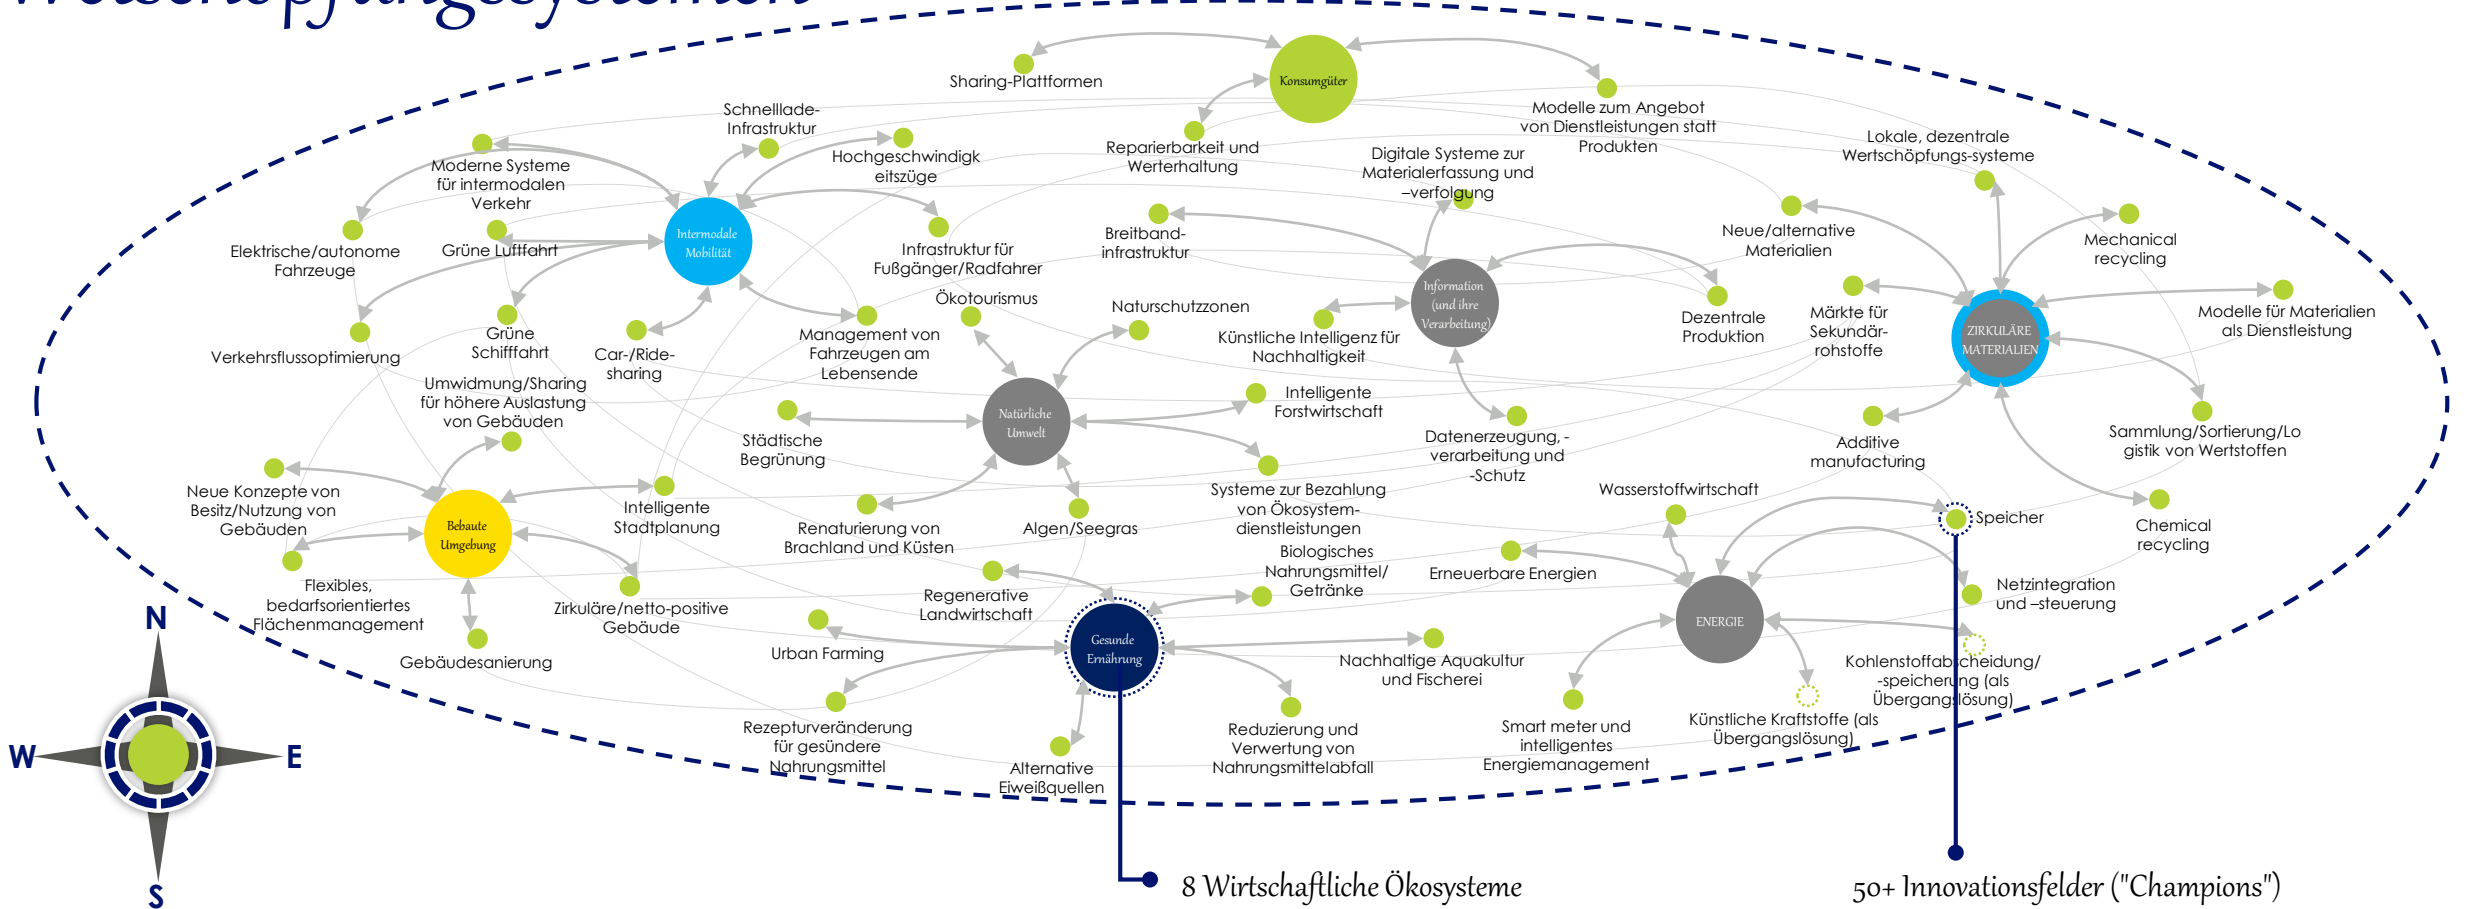 Konsumgüter
Sharing-Plattformen
Modelle zum Angebot
von Dienstleistungen statt
Produkten
Reparierbarkeit und
Werterhaltung
Schnelllade-
Infrastruktur
Hochgeschwindigk
eitszüge
Moderne Systeme
für intermodalen
Verkehr
Intermodale
Mobilität
Elektrische/autonome
Fahrzeuge
Grüne Luftfahrt
Infrastruktur für
Fußgänger/Radfahrer
Verkehrsflussoptimierung
Grüne
Schifffahrt
Car-/Ride-
sharing
Management von
Fahrzeugen am
Lebensende
Digitale Systeme zur
Materialerfassung und
–verfolgung
Breitband-
infrastruktur
Information
(und ihre
Verarbeitung)
Künstliche Intelligenz für
Nachhaltigkeit
Dezentrale
Produktion
Datenerzeugung, -
verarbeitung und
-Schutz
Lokale, dezentrale
Wertschöpfungs-systeme
Neue/alternative
Materialien
Mechanical
recycling
Märkte für
Sekundär-
rohstoffe
ZIRKULÄRE
MATERIALIEN
Modelle für Materialien
als Dienstleistung
Additive
manufacturing
Sammlung/Sortierung/Lo
gistik von Wertstoffen
Chemical
recycling
Ökotourismus
Naturschutzzonen
Natürliche
Umwelt
Intelligente
Forstwirtschaft
Städtische
Begrünung
Systeme zur Bezahlung
von Ökosystem-
dienstleistungen
Renaturierung von
Brachland und Küsten
Algen/Seegras
Umwidmung/Sharing
für höhere Auslastung
von Gebäuden
Neue Konzepte von
Besitz/Nutzung von
Gebäuden
Bebaute
Umgebung
Intelligente
Stadtplanung
Flexibles,
bedarfsorientiertes
Flächenmanagement
Zirkuläre/netto-positive
Gebäude
Gebäudesanierung
Regenerative
Landwirtschaft
Biologisches
Nahrungsmittel/
Getränke
Gesunde
Ernährung
Urban Farming
Nachhaltige Aquakultur
und Fischerei
Rezepturveränderung
für gesündere
Nahrungsmittel
Alternative
Eiweißquellen
Reduzierung und
Verwertung von
Nahrungsmittelabfall
Wasserstoffwirtschaft
Speicher
Erneuerbare Energien
Netzintegration
und –steuerung
ENERGIE
Kohlenstoffabscheidung/
-speicherung (als
Übergangslösung)
Smart meter und
intelligentes
Energiemanagement
Künstliche Kraftstoffe (als
Übergangslösung)
N
W
E
S
8 Wirtschaftliche Ökosysteme
50+ Innovationsfelder ("Champions")